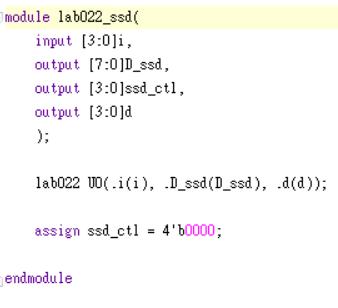 module lab022_ssd(
input [3:0]i,
output [7:0]D_ssd,
output [3:0]ssd_ctl,
output [3:0]d
);
lab022 U0(.i(i), .D_ssd(D_ssd), .d(d));
assign ssd_ctl = 4'b0000;
endmodule